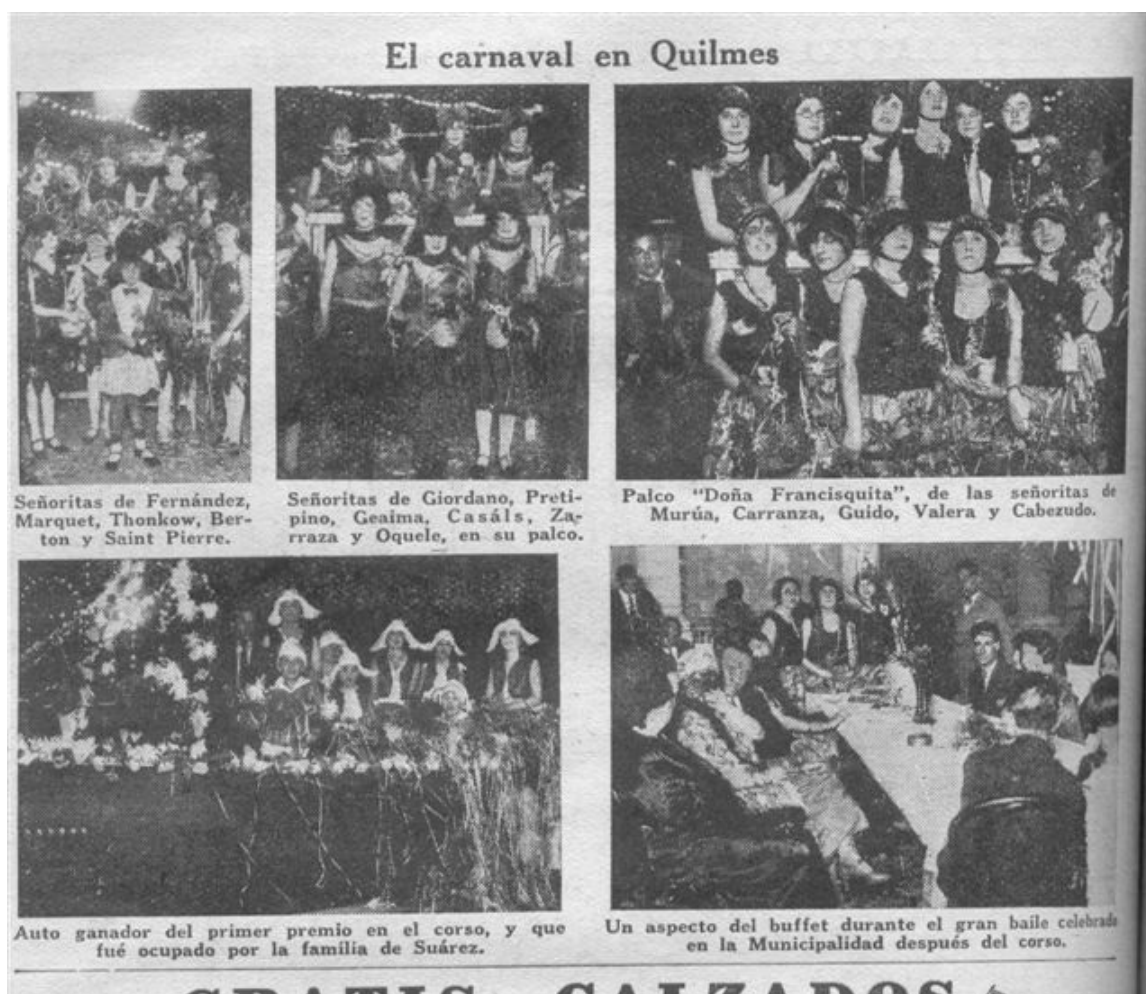 El carnaval en Quilmes
Señoritas de Fernández,
Marquet, Thonkow, Ber-
ton y Saint Pierre.
Señoritas de Giordano, Preti-
pino, Geaima, Casáls, Za-
rraza y Oquele, en su palco.
Palco "Doña Francisquita", de las señoritas de
Murúa, Carranza, Guido, Valera y Cabezudo.
Auto ganador del primer premio en el corso, y que
fué ocupado por la familia de Suárez.
Un aspecto del buffet durante el gran baile celebrado
en la Municipalidad después del corso.
GRATIS CALZADOS